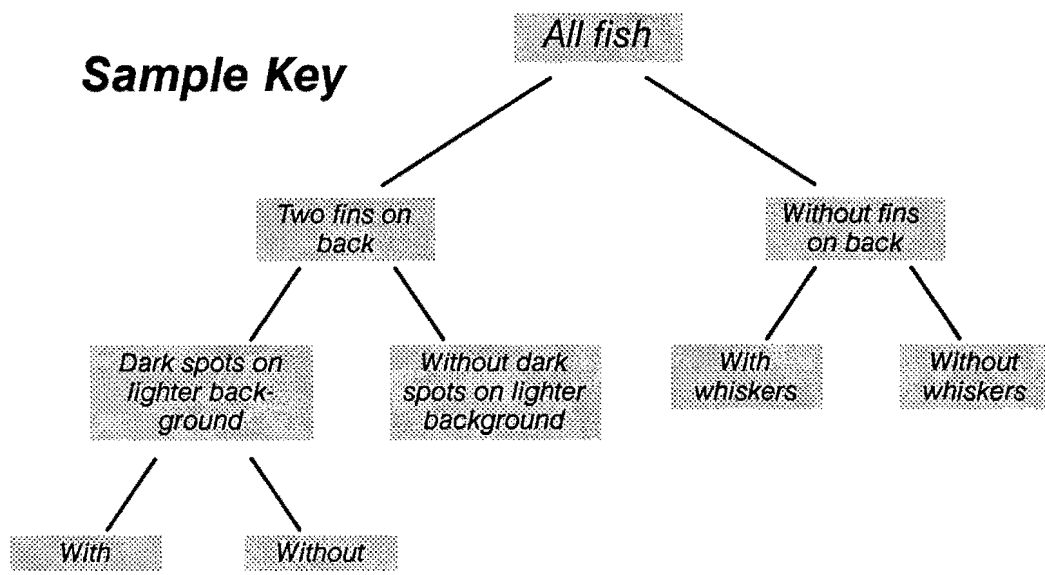 All fish
Sample Key
Two fins on
back
Without fins
on back
Dark spots on
lighter back-
ground
Without dark
spots on lighter
background
With
whiskers
Without
whiskers
With
Without